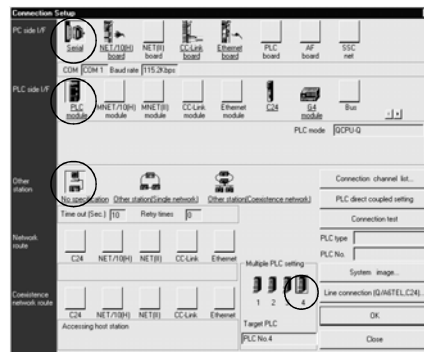 Connection Setup
PC side I/F
Serial NET/10(H) board NET(II) board CC-Link board Ethernet board PLC board AF board SSC net
COM COM 1 Baud rate 115.2Kbps
PLC side I/F
PLC module MNET/10(H) module MNET(II) module CC-Link module Ethernet module C24 G4 module Bus
PLC mode QCPU-Q
Other station
No specification Other station(Single network) Other station(Coexistence network)
Time out (Sec.) 10 Retry times 0
Connection channel list...
PLC direct coupled setting
Connection test
Network route
C24 NET/10(H) NET(II) CC-Link Ethernet
PLC type
PLC No.
Multiple PLC setting
1 2 3 4
System image...
Line connection (Q/A6TEL,C24)...
Coexistence network route
C24 NET/10(H) NET(II) CC-Link Ethernet
Accessing host station
Target PLC
PLC No.4
OK
Close